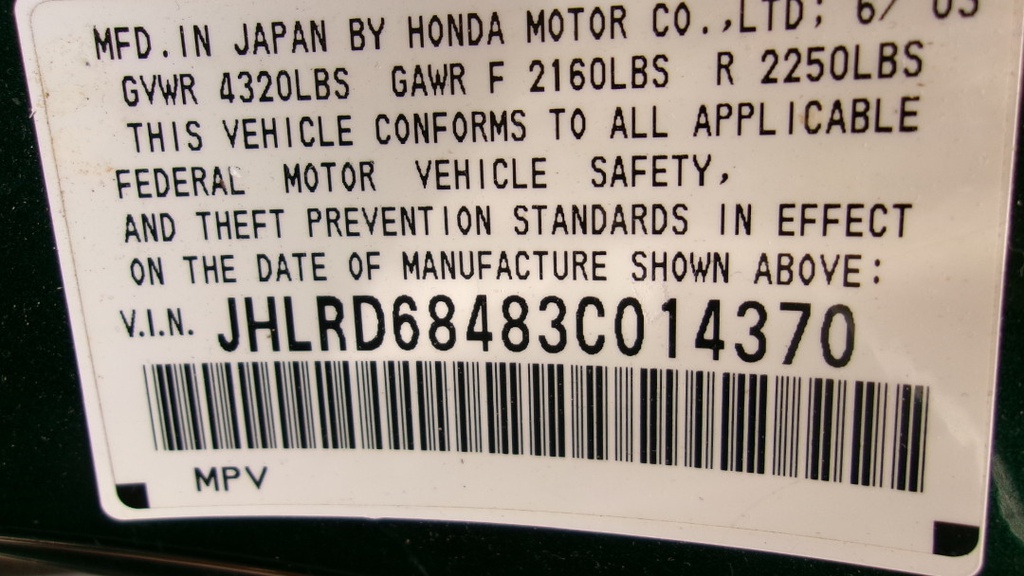 MFD. IN JAPAN BY HONDA MOTOR CO.,LTD; 6/ 03
GVWR 4320LBS GAWR F 2160LBS R 2250LBS
THIS VEHICLE CONFORMS TO ALL APPLICABLE
FEDERAL MOTOR VEHICLE SAFETY,
AND THEFT PREVENTION STANDARDS IN EFFECT
ON THE DATE OF MANUFACTURE SHOWN ABOVE:
V.I.N. JHLRD68483C014370
MPV